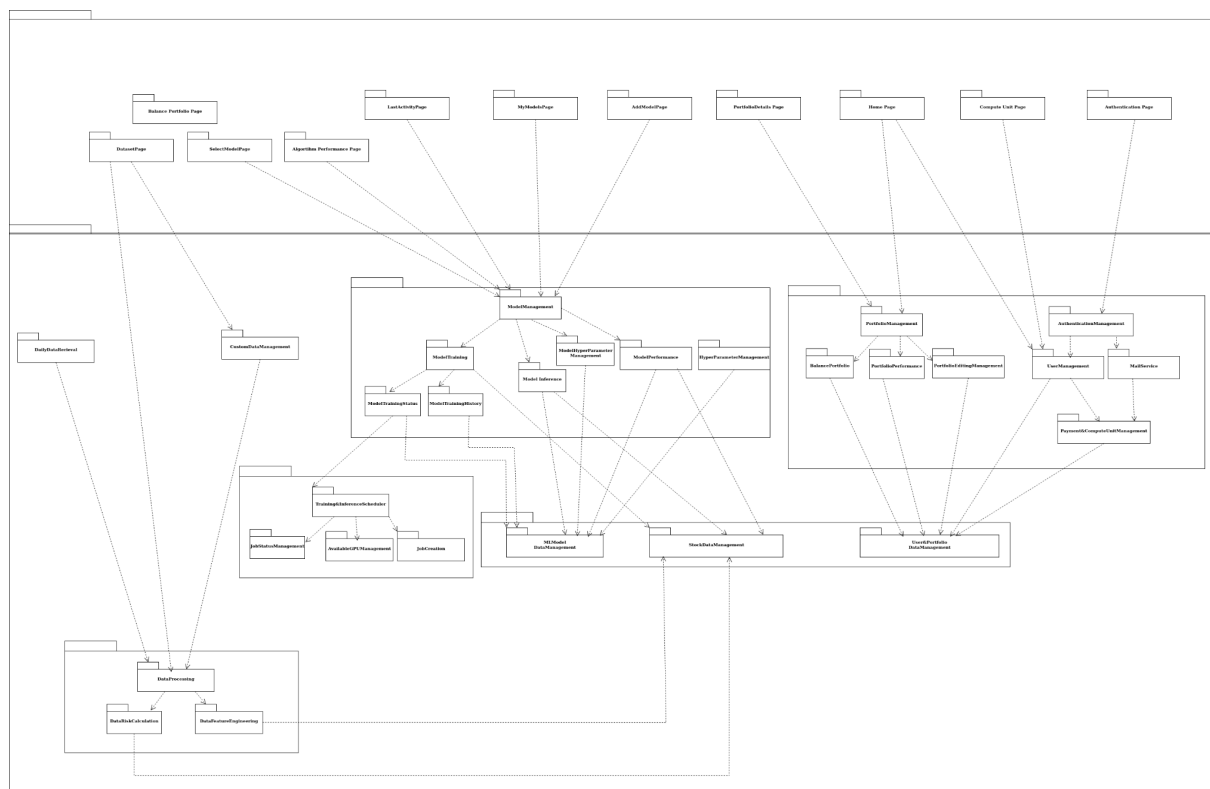 Balance Portfolio Page
LastActivityPage
MyModelsPage
AddModelPage
PortfolioDetails Page
Home Page
Compute Unit Page
Authentication Page
DatasetPage
SelectModelPage
Algorithm Performance Page
ModelManagement
PortfolioManagement
AuthenticationManagement
DailyDataRerieval
CustomDataManagement
ModelTraining
ModelHyperParameter
Management
ModelPerformance
HyperParameterManagement
BalancePortfolio
PortfolioPerformance
PortfolioEditingManagement
UserManagement
MailService
Model Inference
ModelTrainingStatus
ModelTrainingHistory
Payment&ComputeUnitManagement
Training&InferenceScheduler
JobStatusManagement
AvailableGPUManagement
JobCreation
MLModel
DataManagement
StockDataManagement
User&Portfolio
DataManagement
DataProcessing
DataRiskCalculation
DataFeatureEngineering